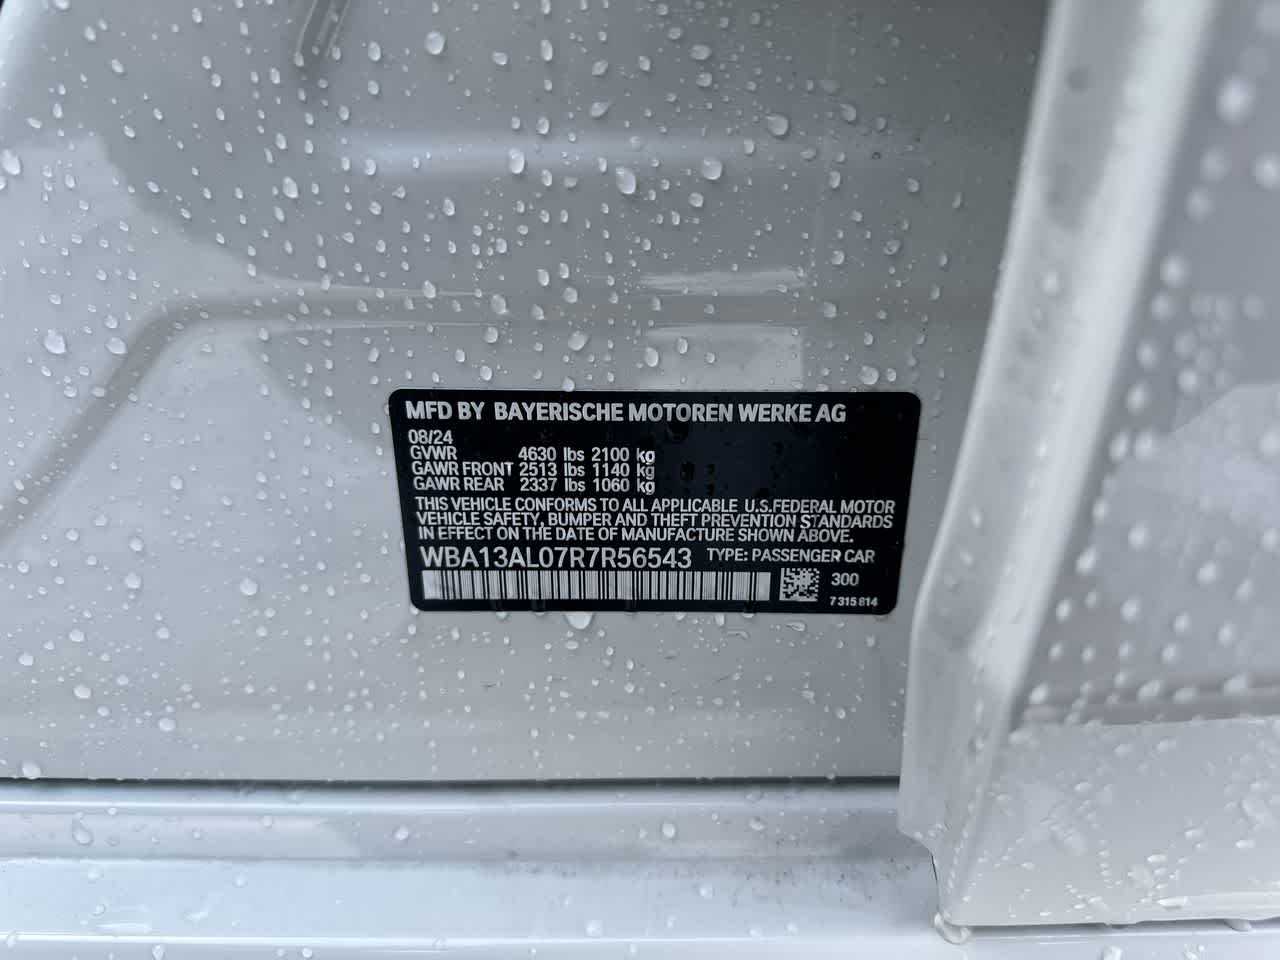 MFD BY BAYERISCHE MOTOREN WERKE AG
08/24
GVWR 4630 lbs 2100 kg
GAWR FRONT 2513 lbs 1140 kg
GAWR REAR 2337 lbs 1060 kg
THIS VEHICLE CONFORMS TO ALL APPLICABLE U.S.FEDERAL MOTOR
VEHICLE SAFETY, BUMPER AND THEFT PREVENTION STANDARDS
IN EFFECT ON THE DATE OF MANUFACTURE SHOWN ABOVE.
WBA13AL07R7R56543 TYPE: PASSENGER CAR
300
7 315 814